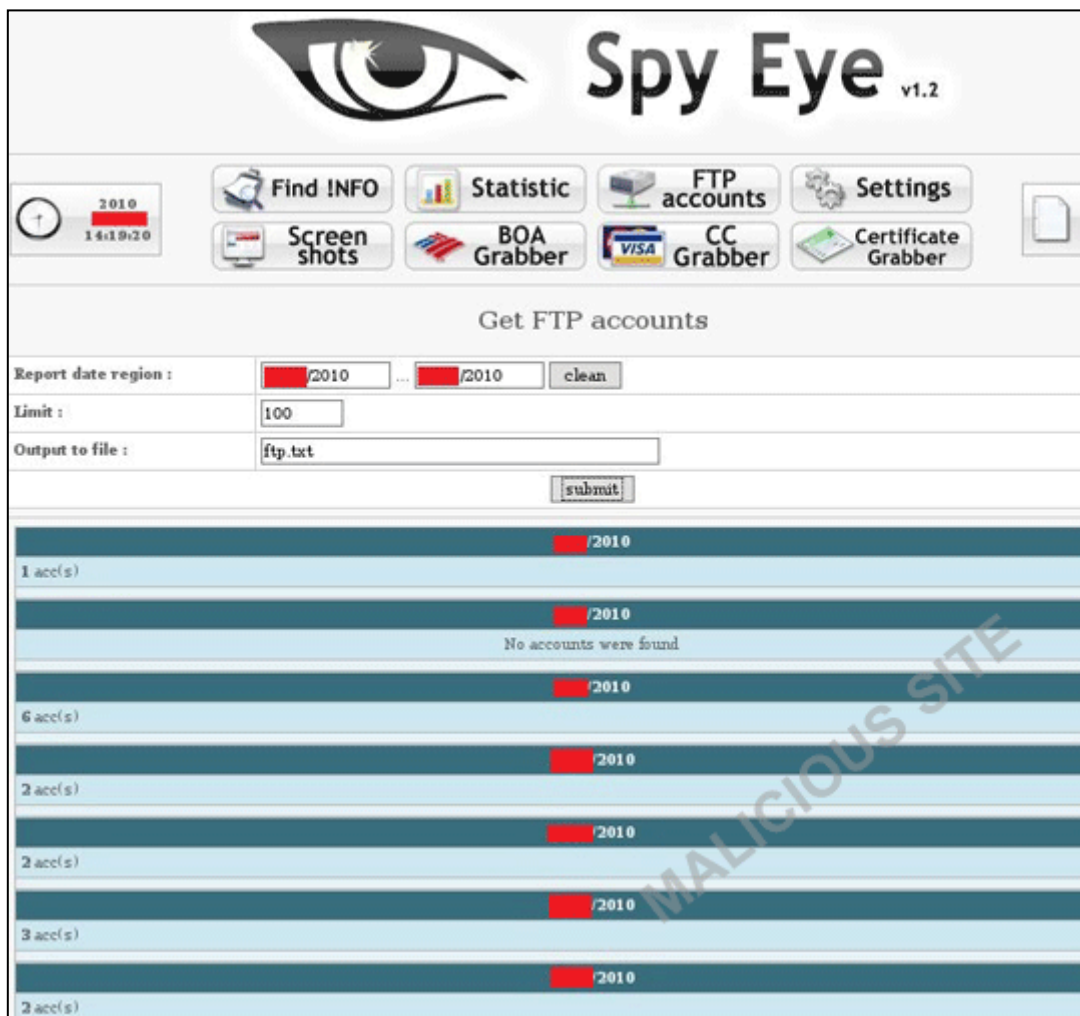 Spy Eye v1.2
2010
14:19:20
Find !NFO
Statistic
FTP accounts
Settings
Screen shots
BOA Grabber
VISA
CC Grabber
Certificate Grabber
Get FTP accounts
Report date region :
/2010 ... /2010 clean
Limit :
100
Output to file :
ftp.txt
submit
/2010
1 acc(s)
/2010
No accounts were found
/2010
6 acc(s)
/2010
2 acc(s)
/2010
2 acc(s)
/2010
3 acc(s)
/2010
2 acc(s)
MALICIOUS SITE